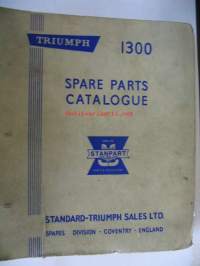 TRIUMPH
1300
SPARE PARTS
CATALOGUE
STANPART
STANDARD-TRIUMPH SALES LTD.
SPARES DIVISION - COVENTRY - ENGLAND